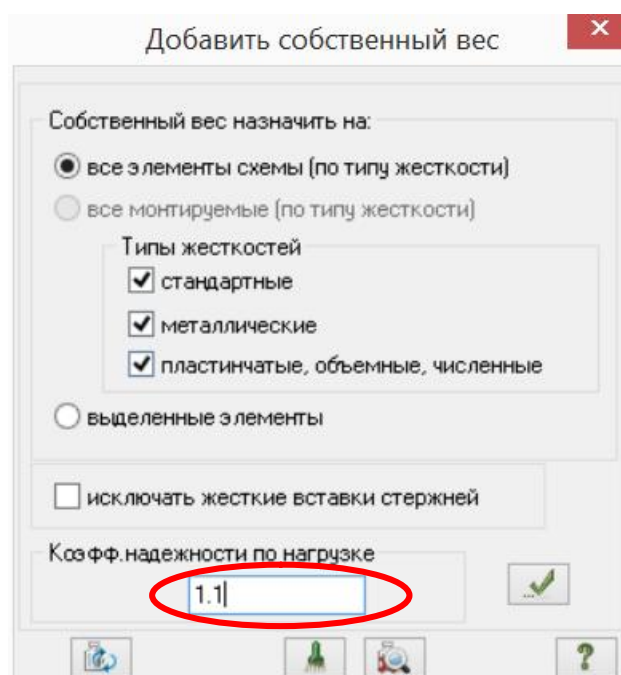 Добавить собственный вес
Собственный вес назначить на:
все элементы схемы (по типу жесткости)
все монтируемые (по типу жесткости)
Типы жесткостей
стандартные
металлические
пластинчатые, объемные, численные
выделенные элементы
исключать жесткие вставки стержней
Коэфф.надежности по нагрузке
1.1
?